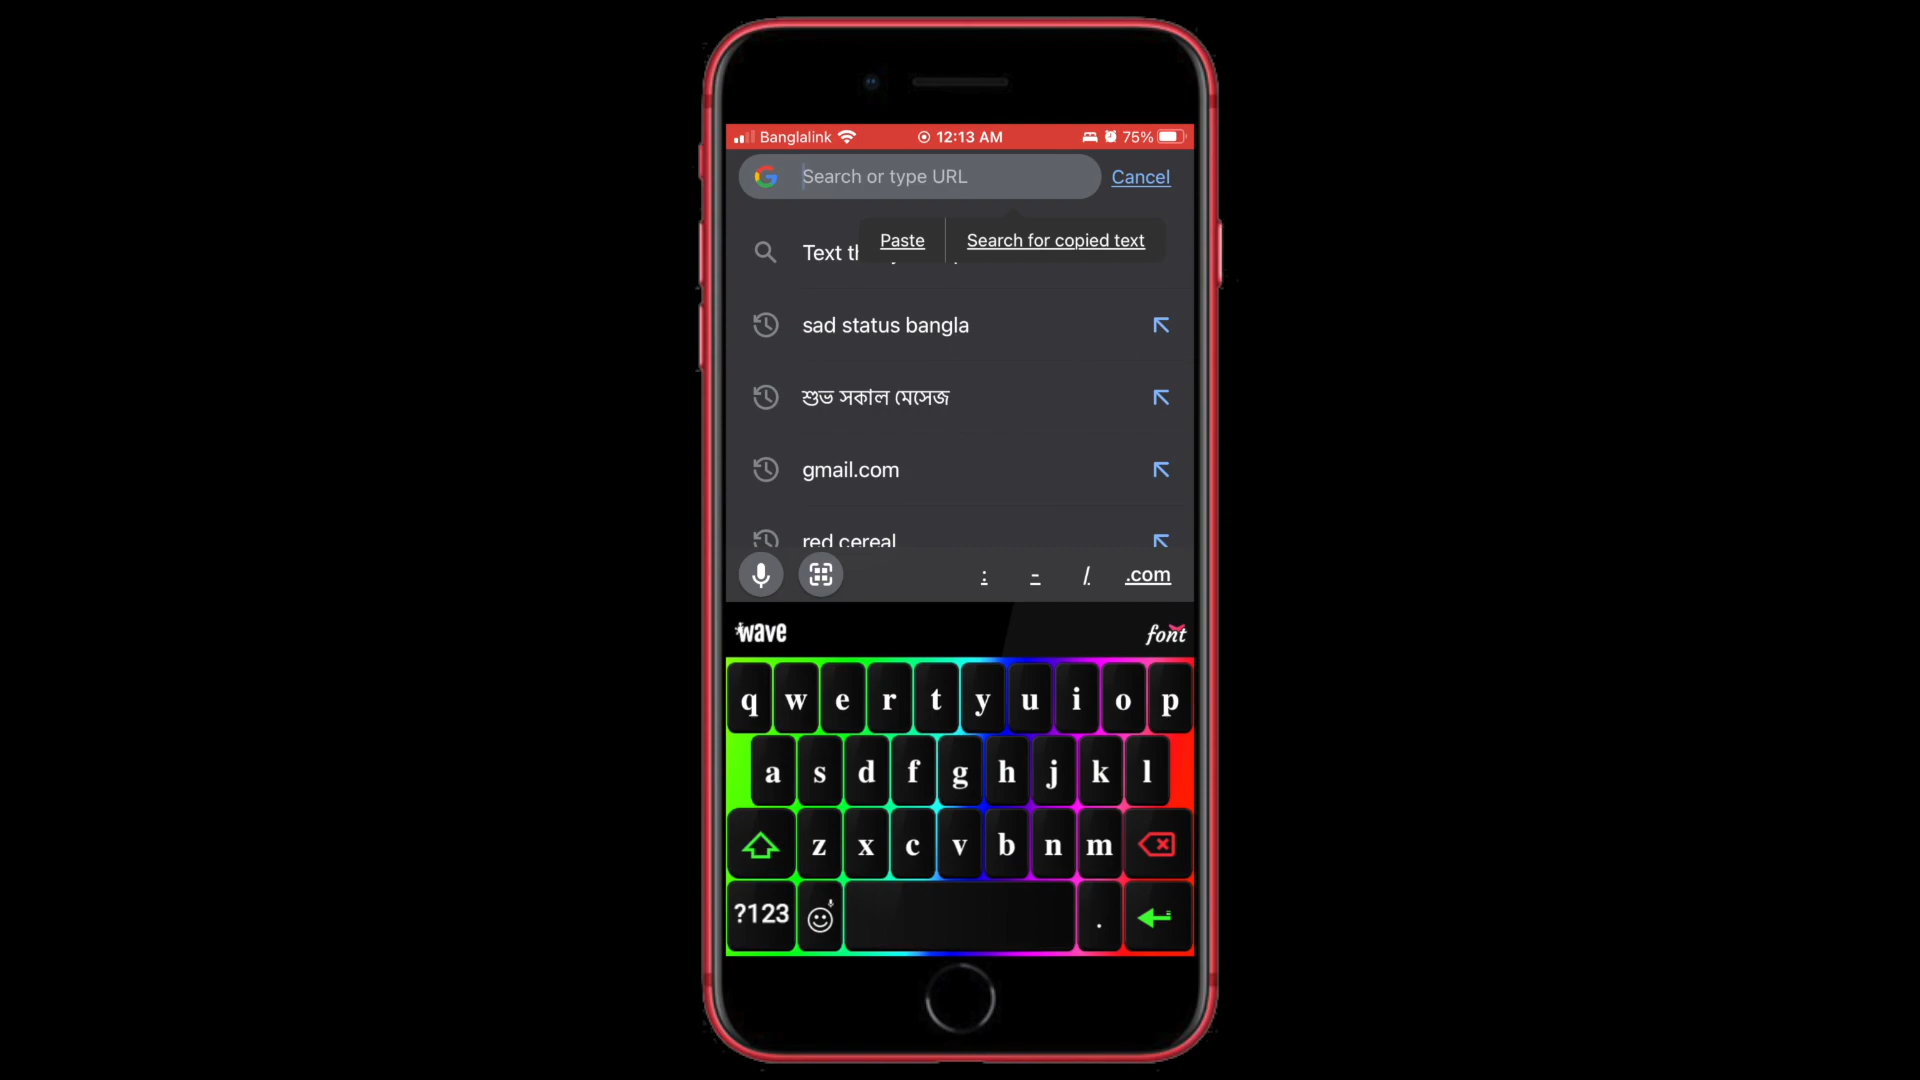 Banglalink 12:13 AM 75%
Search or type URL Cancel
Paste Search for copied text
Text
sad status bangla
শুভ সকাল মেসেজ
gmail.com
red cereal
: - / .com
wave font
q w e r t y u i o p
a s d f g h j k l
z x c v b n m
?123 .